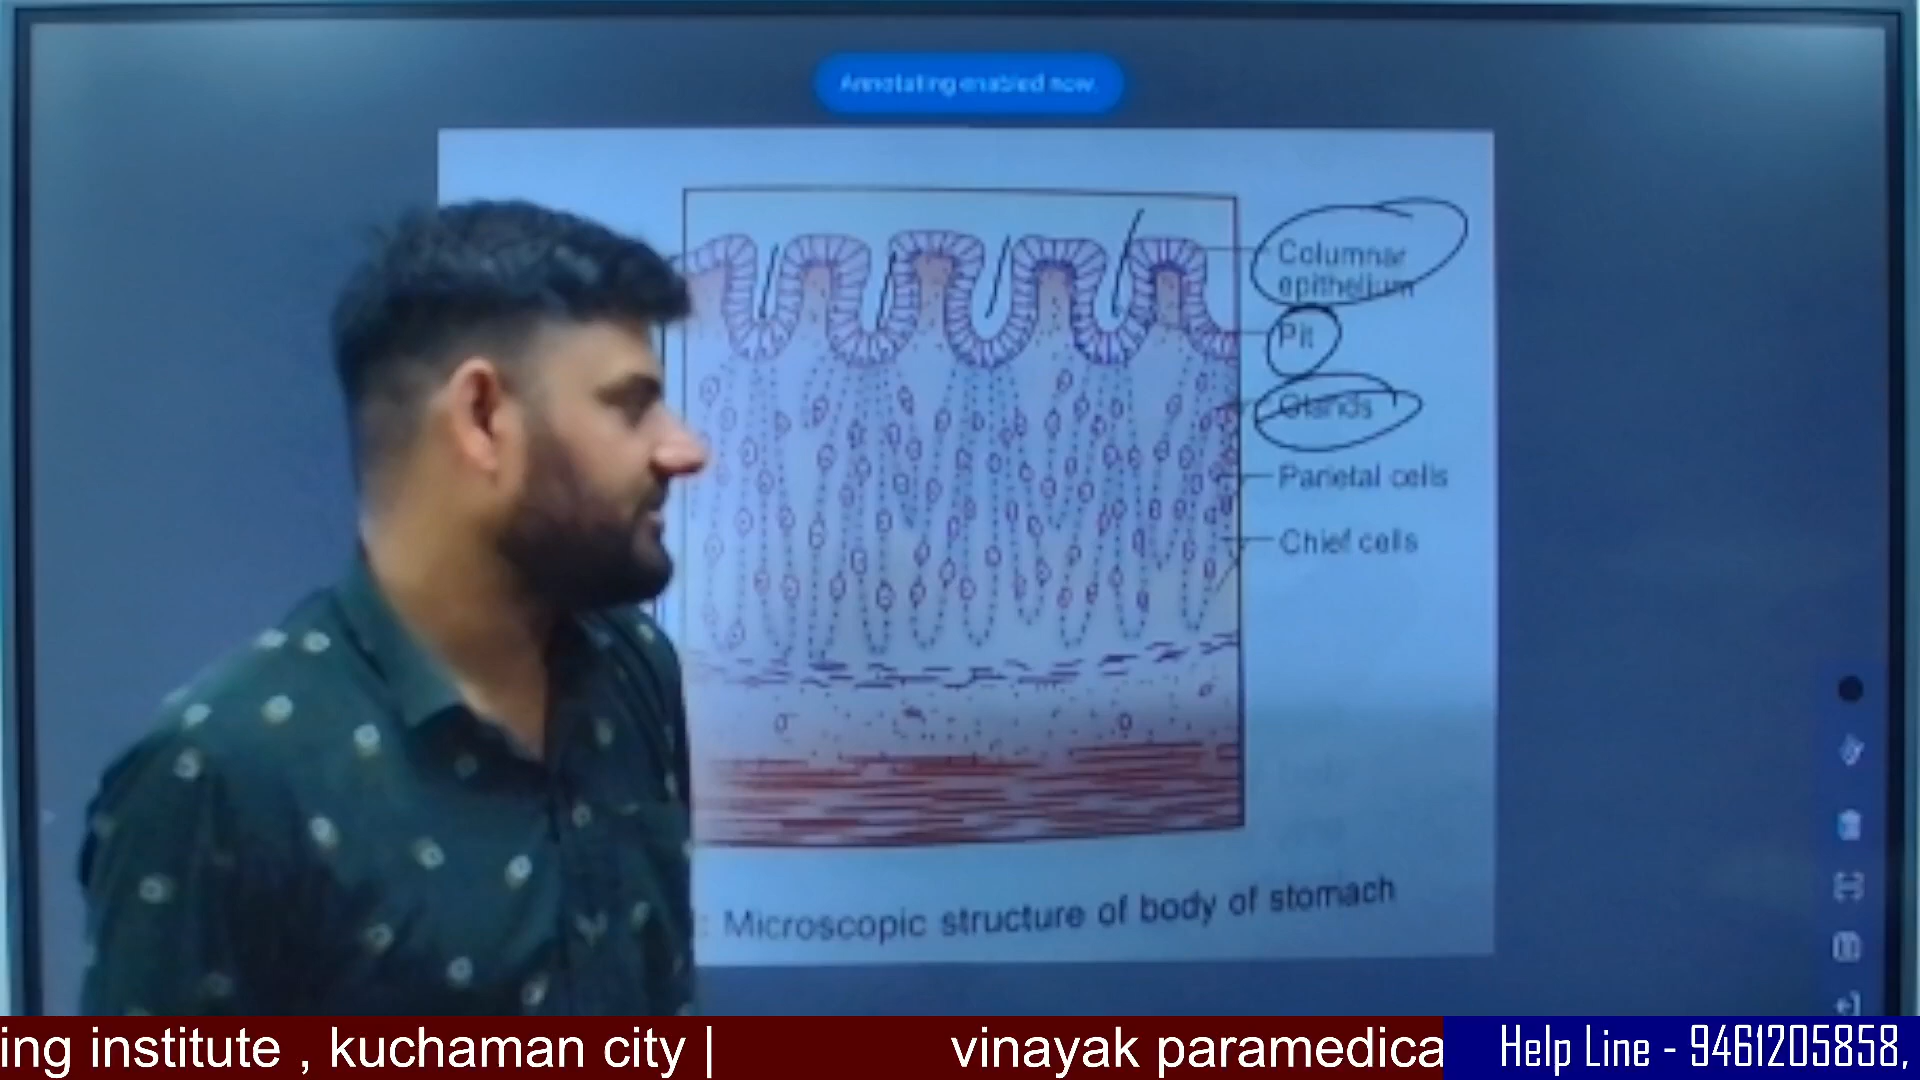 Annotating enabled now.
Columnar
epithelium
Pit
Glands
Parietal cells
Chief cells
: Microscopic structure of body of stomach
ing institute , kuchaman city |
vinayak paramedica
Help Line - 9461205858,